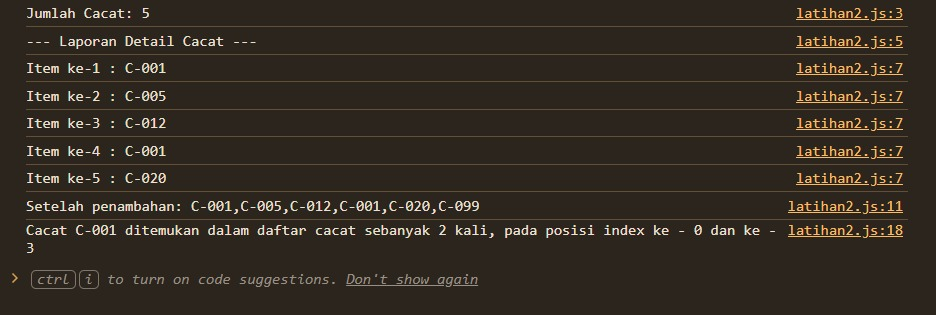 Jumlah Cacat: 5 latihan2.js:3
--- Laporan Detail Cacat --- latihan2.js:5
Item ke-1 : C-001 latihan2.js:7
Item ke-2 : C-005 latihan2.js:7
Item ke-3 : C-012 latihan2.js:7
Item ke-4 : C-001 latihan2.js:7
Item ke-5 : C-020 latihan2.js:7
Setelah penambahan: C-001,C-005,C-012,C-001,C-020,C-099 latihan2.js:11
Cacat C-001 ditemukan dalam daftar cacat sebanyak 2 kali, pada posisi index ke - 0 dan ke - latihan2.js:18
3
> ctrl i to turn on code suggestions. Don't show again